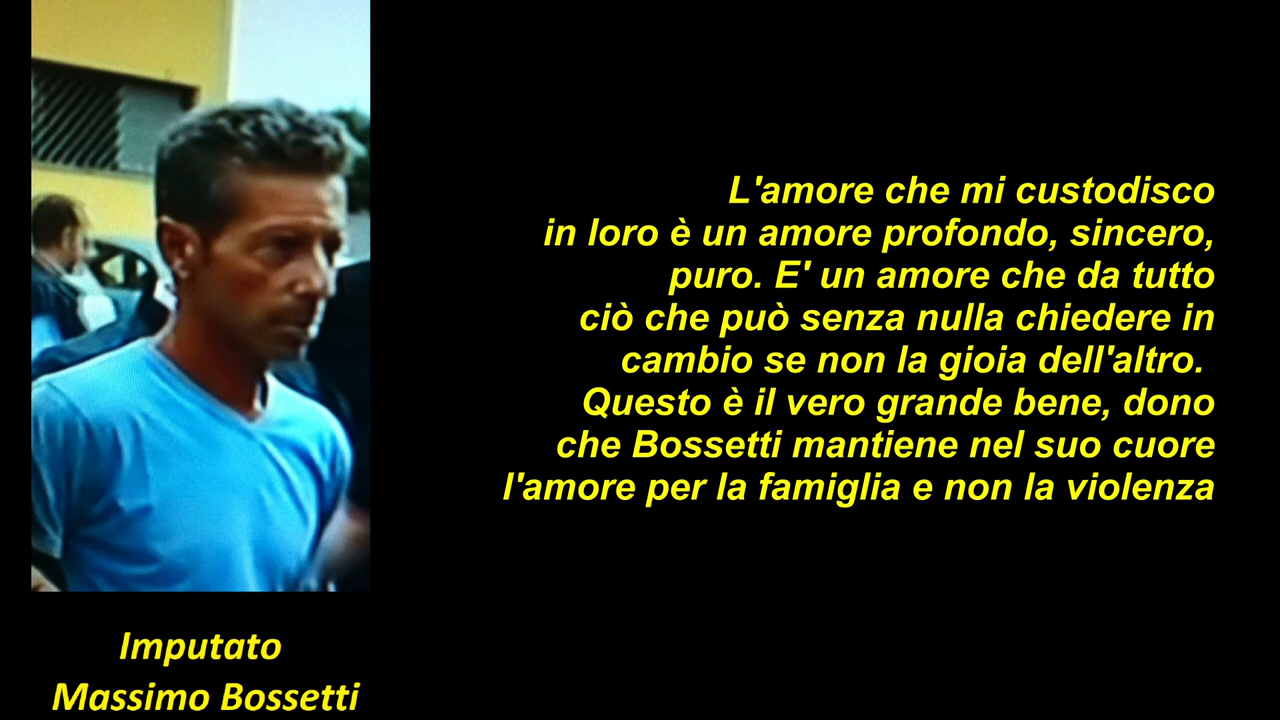 L'amore che mi custodisco
in loro è un amore profondo, sincero,
puro. E' un amore che da tutto
ciò che può senza nulla chiedere in
cambio se non la gioia dell'altro.
Questo è il vero grande bene, dono
che Bossetti mantiene nel suo cuore
l'amore per la famiglia e non la violenza
Imputato
Massimo Bossetti